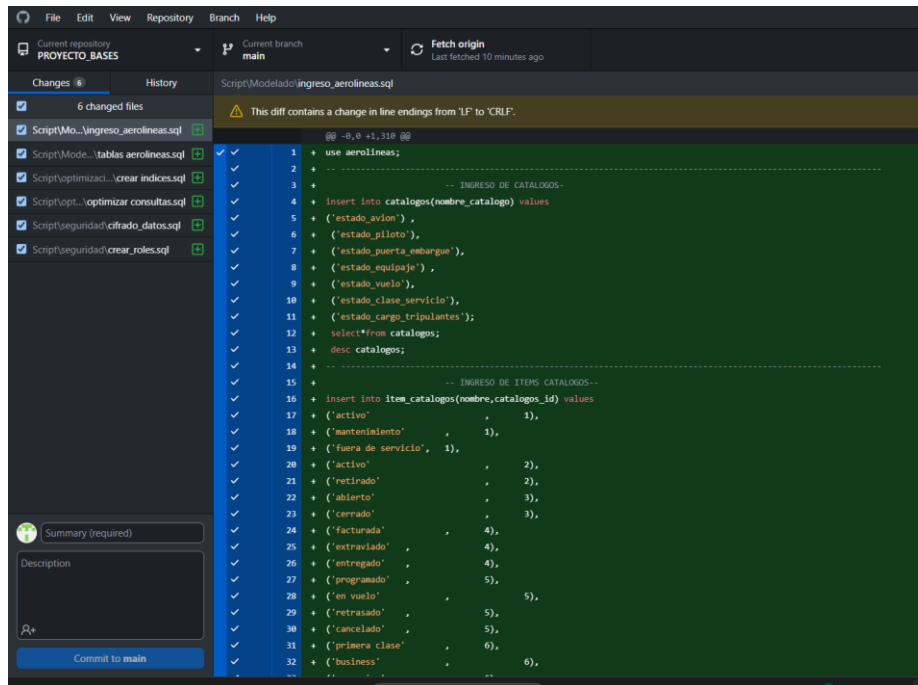 File Edit View Repository Branch Help
Current repository
PROYECTO_BASES
Current branch
main
Fetch origin
Last fetched 10 minutes ago
Changes 6 History
6 changed files
Script\Mo...\ingreso_aerolineas.sql
Script\Mode...\tablas aerolineas.sql
Script\optimizaci...\crear indices.sql
Script\opt...\optimizar consultas.sql
Script\seguridad\cifrado_datos.sql
Script\seguridad\crear_roles.sql
Summary (required)
Description
Commit to main
Script\Modelado\ingreso_aerolineas.sql
This diff contains a change in line endings from 'LF' to 'CRLF'.
@@ -0,0 +1,310 @@
1 + use aerolineas;
2 + -- ------------------------------------------------------------
3 + -- INGRESO DE CATALOGOS-
4 + insert into catalogos(nombre_catalogo) values
5 + ('estado_avion') ,
6 + ('estado_piloto'),
7 + ('estado_puerta_embargue'),
8 + ('estado_equipaje') ,
9 + ('estado_vuelo'),
10 + ('estado_clase_servicio'),
11 + ('estado_cargo_tripulantes');
12 + select*from catalogos;
13 + desc catalogos;
14 + -- ------------------------------------------------------------
15 + -- INGRESO DE ITEMS CATALOGOS--
16 + insert into item_catalogos(nombre,catalogos_id) values
17 + ('activo' , 1),
18 + ('mantenimiento' , 1),
19 + ('fuera de servicio', 1),
20 + ('activo' , 2),
21 + ('retirado' , 2),
22 + ('abierto' , 3),
23 + ('cerrado' , 3),
24 + ('facturada' , 4),
25 + ('extraviado' , 4),
26 + ('entregado' , 4),
27 + ('programado' , 5),
28 + ('en vuelo' , 5),
29 + ('retrasado' , 5),
30 + ('cancelado' , 5),
31 + ('primera clase' , 6),
32 + ('business' , 6),